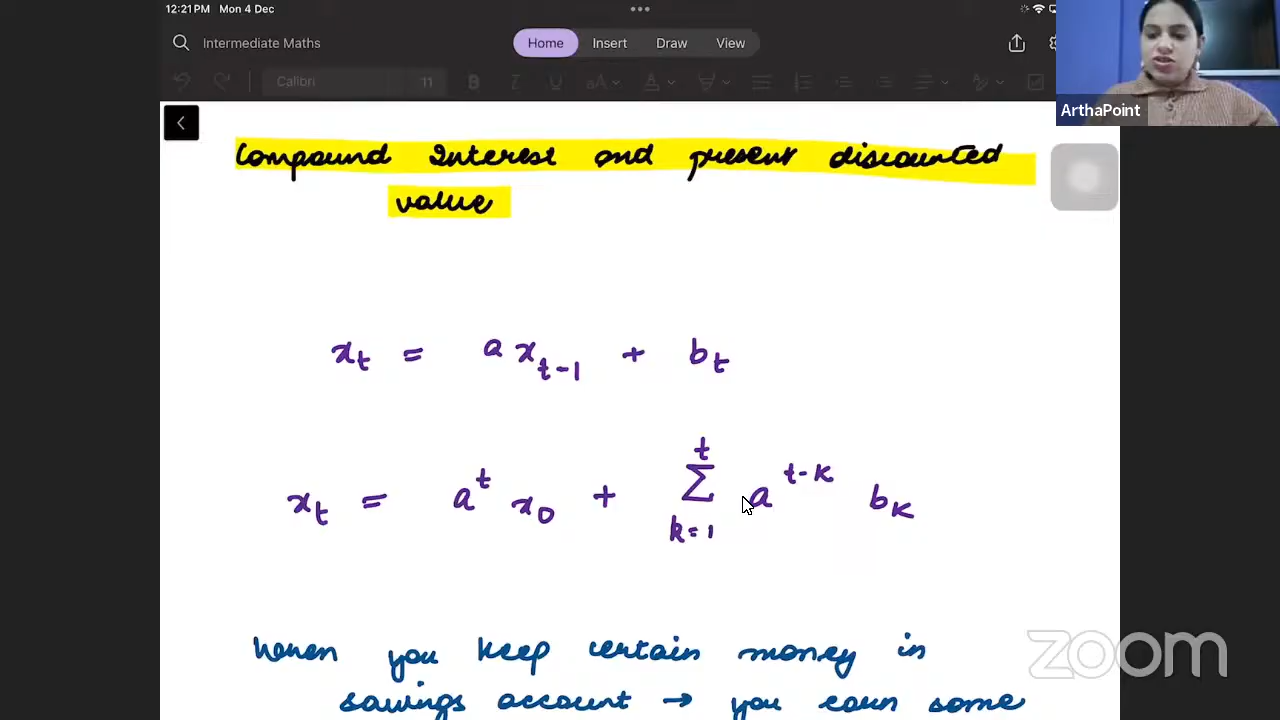 12:21 PM Mon 4 Dec
Intermediate Maths
Home Insert Draw View
Calibri 11 B I U
ArthaPoint
Compound Interest and present discounted
value
x_t = a x_{t-1} + b_t
x_t = a^t x_0 + Σ_{k=1}^{t} a^{t-k} b_k
When you keep certain money in
savings account → you earn some
zoom